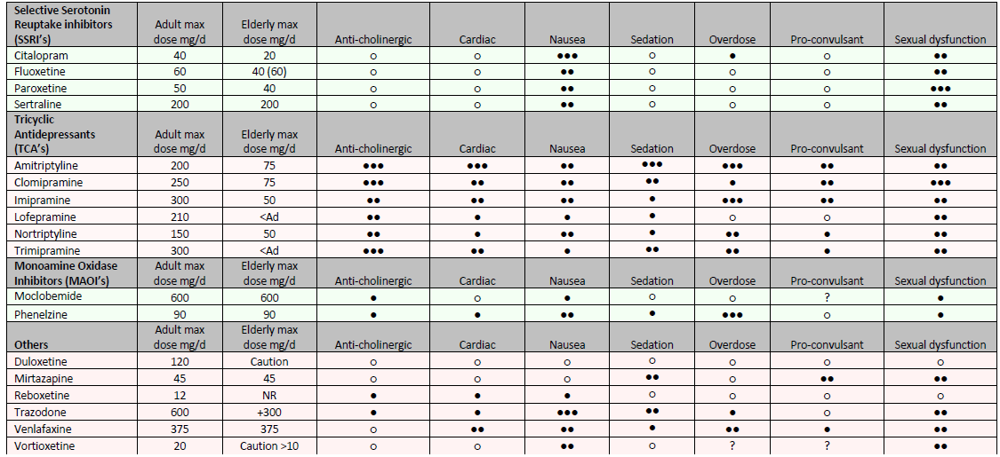 Selective Serotonin Reuptake inhibitors (SSRI's) Adult max dose mg/d Elderly max dose mg/d Anti-cholinergic Cardiac Nausea Sedation Overdose Pro-convulsant Sexual dysfunction
Citalopram 40 20 ○ ○ ●●● ○ ● ○ ●●
Fluoxetine 60 40 (60) ○ ○ ●● ○ ○ ○ ●●
Paroxetine 50 40 ○ ○ ●● ○ ○ ○ ●●●
Sertraline 200 200 ○ ○ ●● ○ ○ ○ ●●
Tricyclic Antidepressants (TCA's) Adult max dose mg/d Elderly max dose mg/d Anti-cholinergic Cardiac Nausea Sedation Overdose Pro-convulsant Sexual dysfunction
Amitriptyline 200 75 ●●● ●●● ●● ●●● ●●● ●● ●●
Clomipramine 250 75 ●●● ●● ●● ●● ● ●● ●●●
Imipramine 300 50 ●● ●● ●● ● ●●● ●● ●●
Lofepramine 210 <Ad ●● ● ● ● ○ ○ ●●
Nortriptyline 150 50 ●● ● ●● ● ●● ● ●●
Trimipramine 300 <Ad ●●● ●● ● ●● ●● ● ●●
Monoamine Oxidase Inhibitors (MAOI's) Adult max dose mg/d Elderly max dose mg/d Anti-cholinergic Cardiac Nausea Sedation Overdose Pro-convulsant Sexual dysfunction
Moclobemide 600 600 ● ○ ● ○ ○ ? ●
Phenelzine 90 90 ● ● ●● ● ●●● ○ ●
Others Adult max dose mg/d Elderly max dose mg/d Anti-cholinergic Cardiac Nausea Sedation Overdose Pro-convulsant Sexual dysfunction
Duloxetine 120 Caution ○ ○ ○ ○ ○ ○ ○
Mirtazapine 45 45 ○ ○ ○ ●● ○ ●● ●●
Reboxetine 12 NR ● ● ● ○ ○ ○ ○
Trazodone 600 +300 ● ● ●●● ●● ● ○ ●●
Venlafaxine 375 375 ○ ●● ●● ● ●● ● ●●
Vortioxetine 20 Caution >10 ○ ○ ●● ○ ? ? ●●